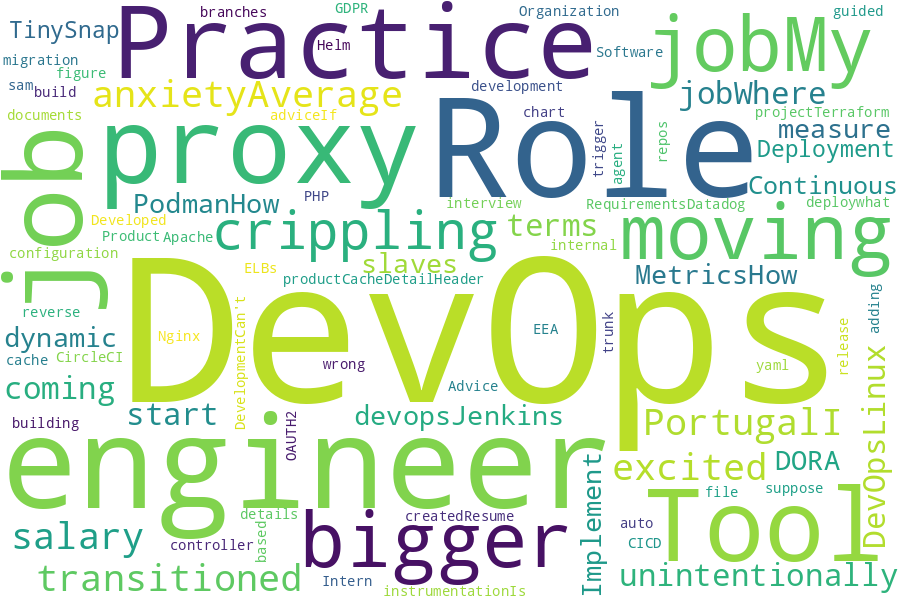 branches
GDPR
Organization
guided
TinySnap
Practice
Helm
Software
jobMy
migration
figure
sam
build
anxietyAverage
development
jobWhere
documents
adviceIf
chart
projectTerraform
job
proxy
Role
trigger
agent
repos
measure
Deployment
PodmanHow
PHP
interview
Continuous
RequirementsDatadog
deploywhat
Developed
Product
Apache
crippling
terms
internal
moving
configuration
slaves
ELBs
productCacheDetailHeader
MetricsHow
reverse
DevOps
dynamic
Nginx
DevelopmentCan't
EEA
trunk
adding
release
cache
CircleCI
wrong
yaml
coming
Advice
start
devopsJenkins
PortugalI
DevOpsLinux
building
OAUTH2
engineer
Implement
excited
DORA
file
suppose
Tool
salary
details
based
createdResume
bigger
auto
controller
CICD
transitioned
Intern
instrumentationIs
unintentionally